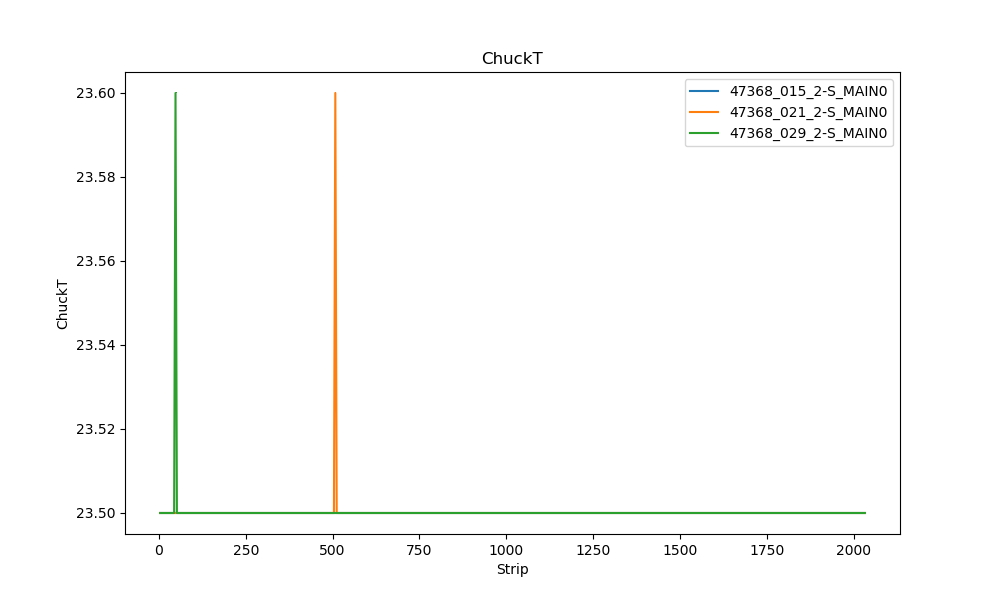 ChuckT
47368_015_2-S_MAIN0
47368_021_2-S_MAIN0
47368_029_2-S_MAIN0
23.60
23.58
23.56
23.54
23.52
23.50
ChuckT
0 250 500 750 1000 1250 1500 1750 2000
Strip